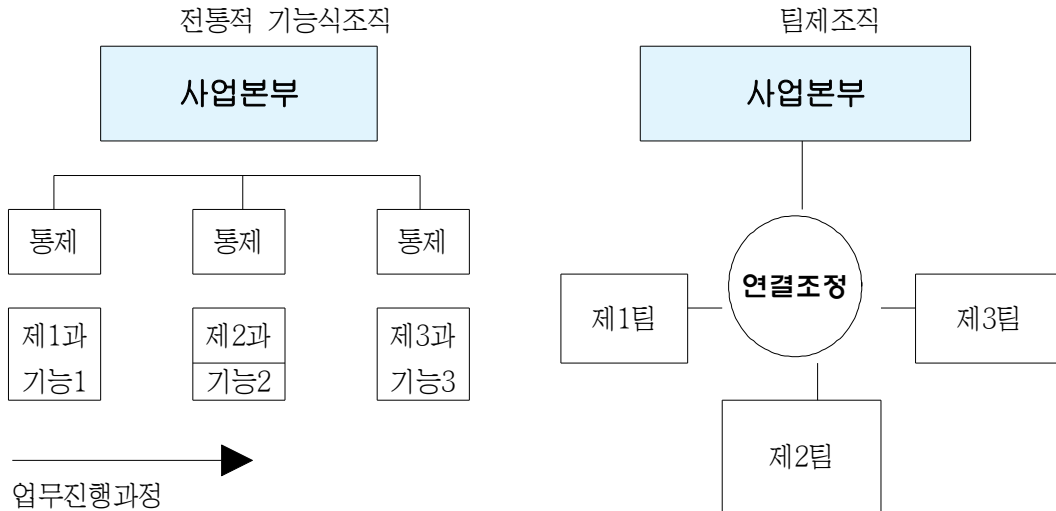 전통적 기능식조직
사업본부
통제
통제
통제
제1과
기능1
제2과
기능2
제3과
기능3
업무진행과정
팀제조직
사업본부
연결조정
제1팀
제3팀
제2팀